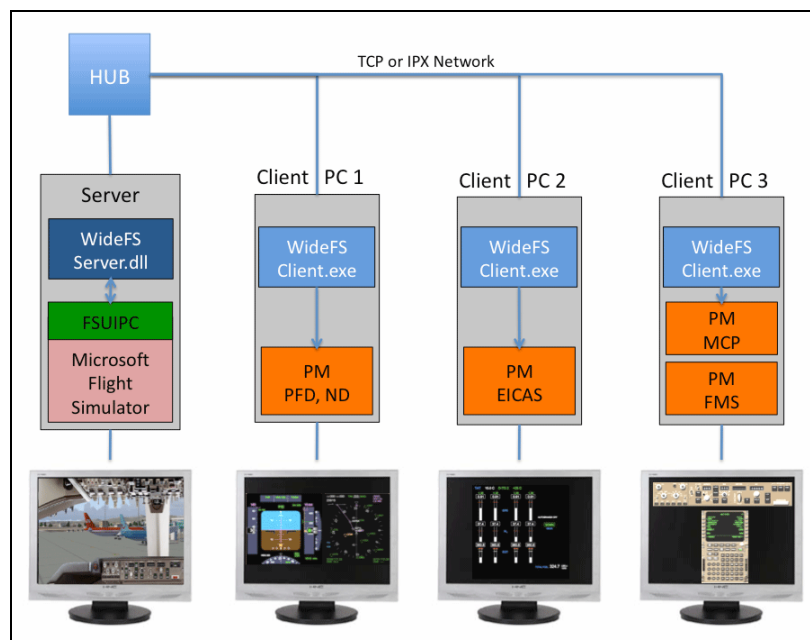 HUB
TCP or IPX Network
Server
WideFS
Server.dll
FSUIPC
Microsoft
Flight
Simulator
Client PC 1
WideFS
Client.exe
PM
PFD, ND
Client PC 2
WideFS
Client.exe
PM
EICAS
Client PC 3
WideFS
Client.exe
PM
MCP
PM
FMS